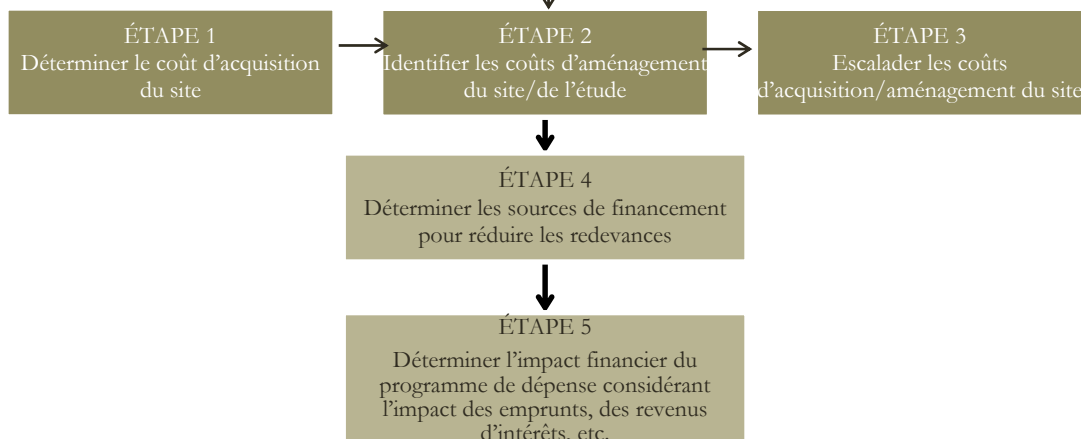 ÉTAPE 1
Déterminer le coût d'acquisition
du site
ÉTAPE 2
Identifier les coûts d'aménagement
du site/de l'étude
ÉTAPE 3
Escalader les coûts
d'acquisition/aménagement du site
ÉTAPE 4
Déterminer les sources de financement
pour réduire les redevances
ÉTAPE 5
Déterminer l'impact financier du
programme de dépense considérant
l'impact des emprunts, des revenus
d'intérêts, etc.